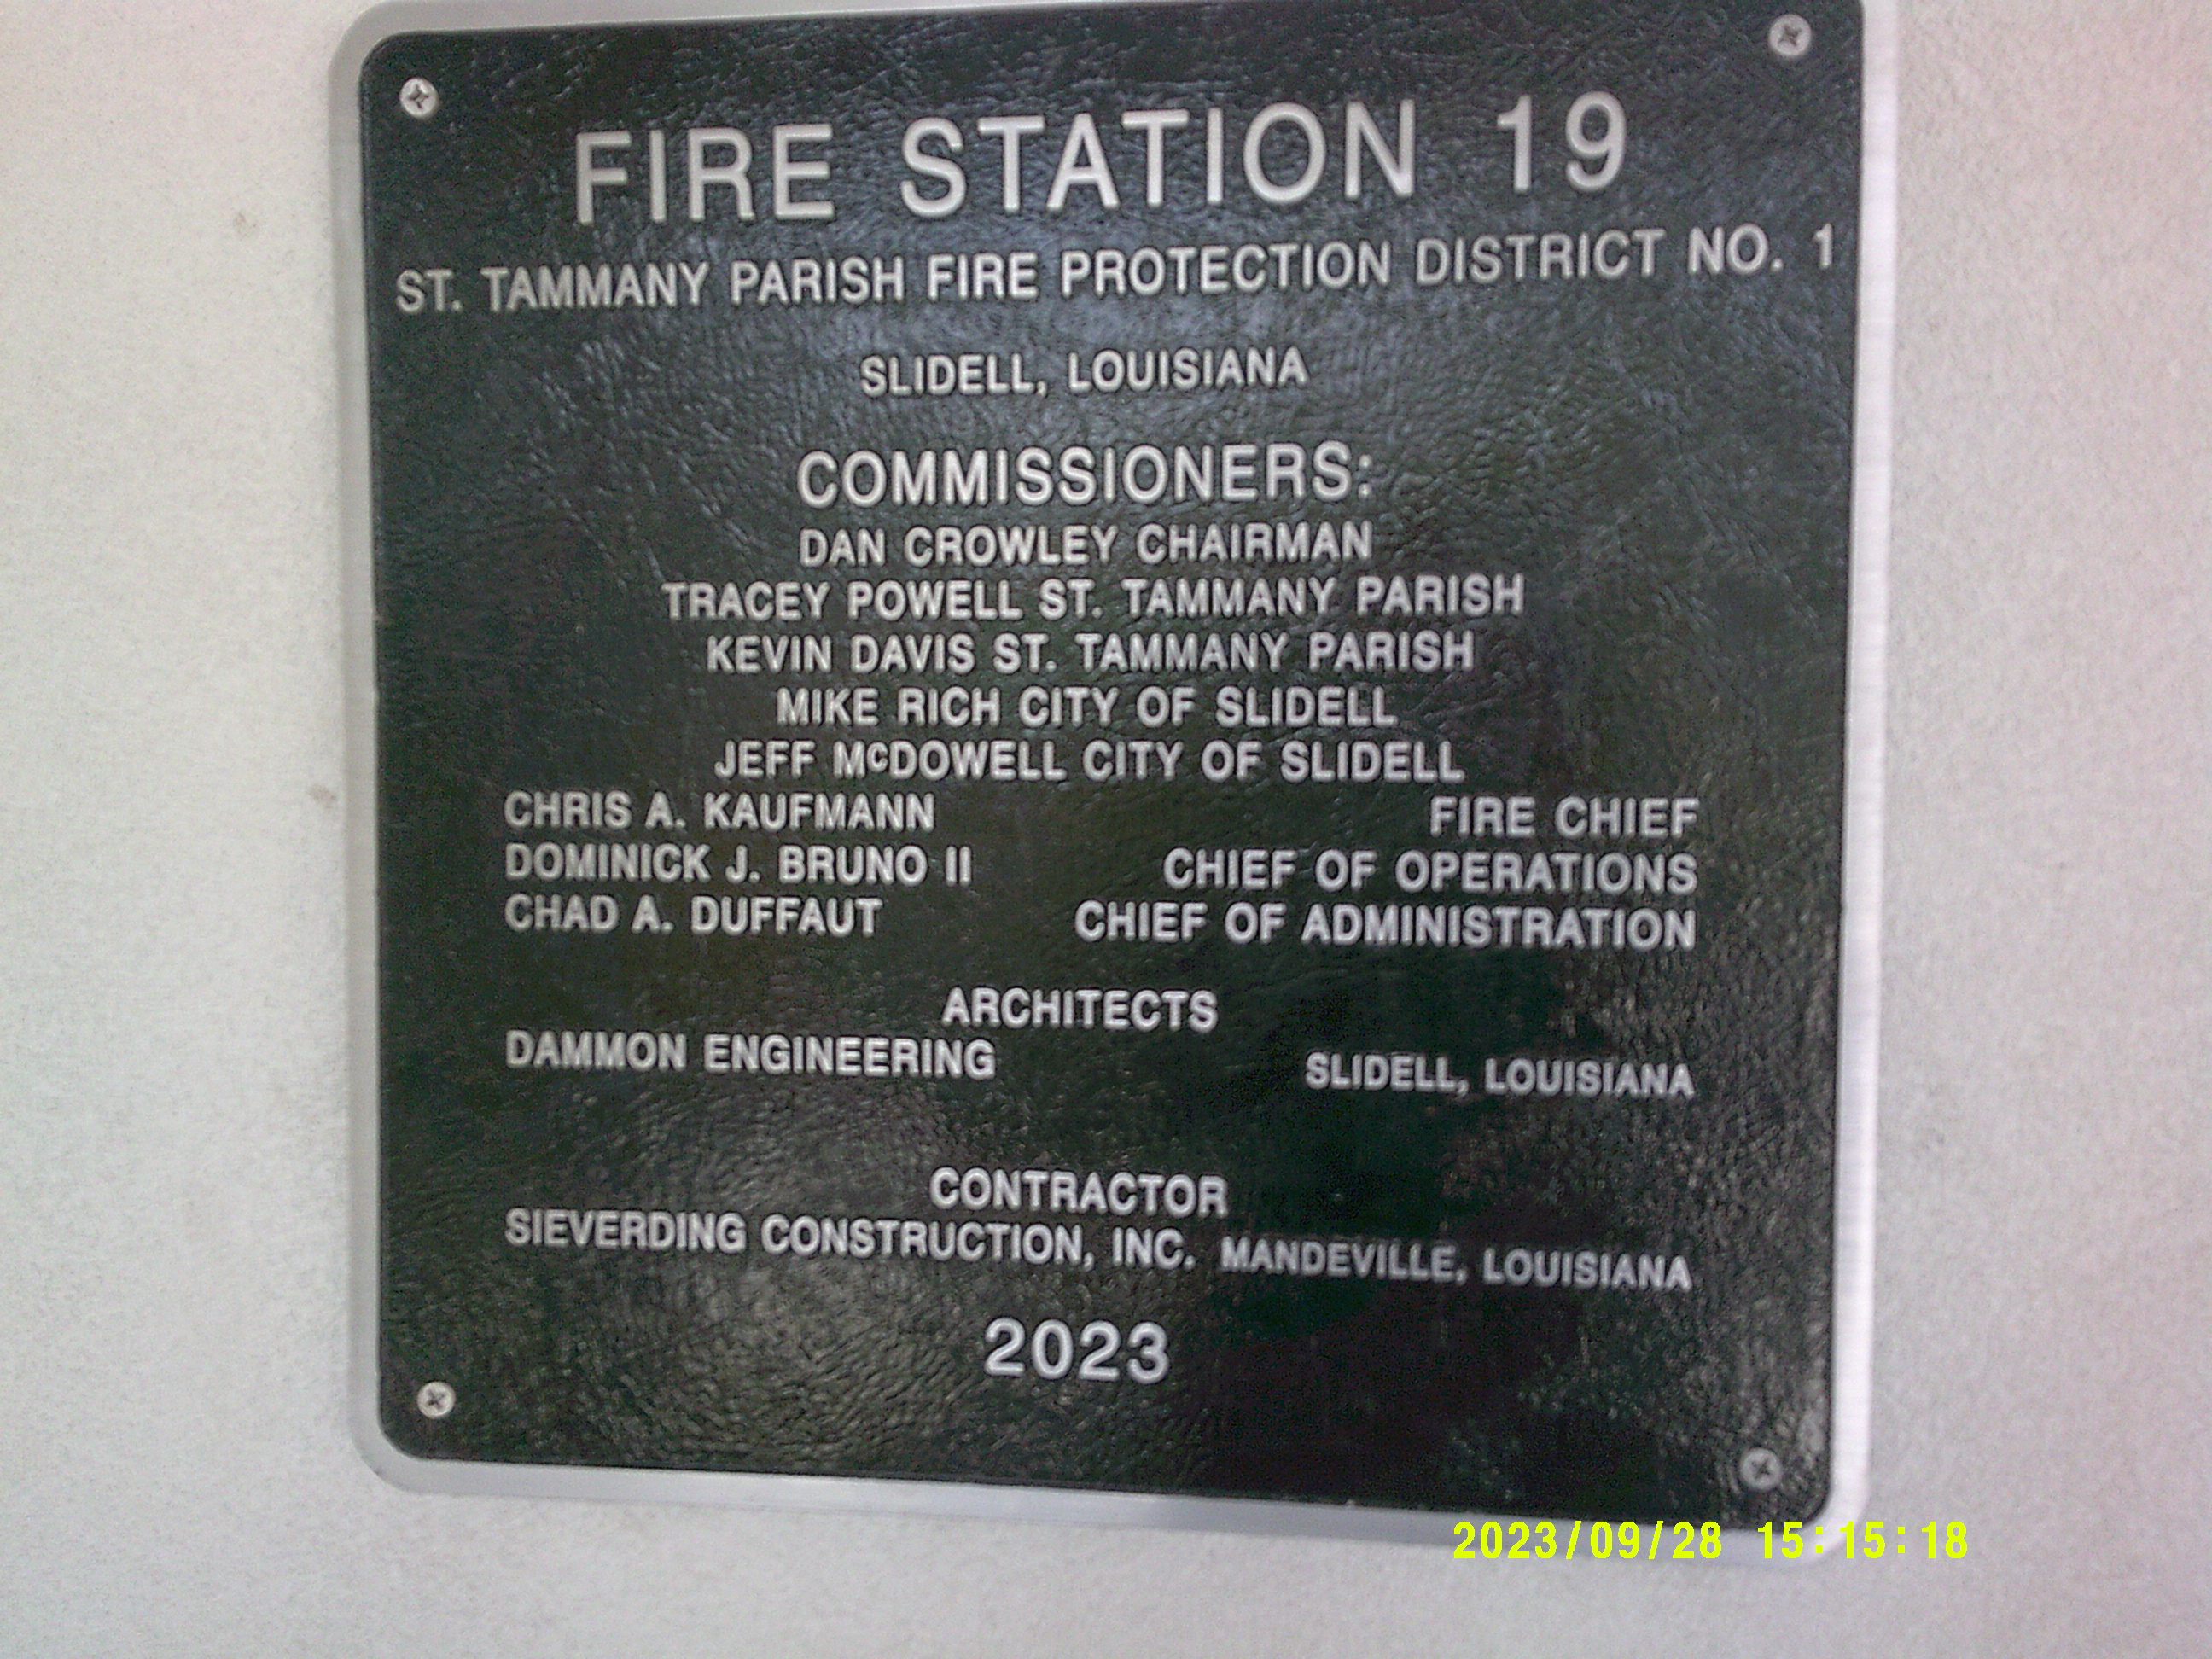 FIRE STATION 19
ST. TAMMANY PARISH FIRE PROTECTION DISTRICT NO. 1
SLIDELL, LOUISIANA
COMMISSIONERS:
DAN CROWLEY CHAIRMAN
TRACEY POWELL ST. TAMMANY PARISH
KEVIN DAVIS ST. TAMMANY PARISH
MIKE RICH CITY OF SLIDELL
JEFF McDOWELL CITY OF SLIDELL
CHRIS A. KAUFMANN FIRE CHIEF
DOMINICK J. BRUNO II CHIEF OF OPERATIONS
CHAD A. DUFFAUT CHIEF OF ADMINISTRATION
ARCHITECTS
DAMMON ENGINEERING SLIDELL, LOUISIANA
CONTRACTOR
SIEVERDING CONSTRUCTION, INC. MANDEVILLE, LOUISIANA
2023
2023/09/28 15:15:18